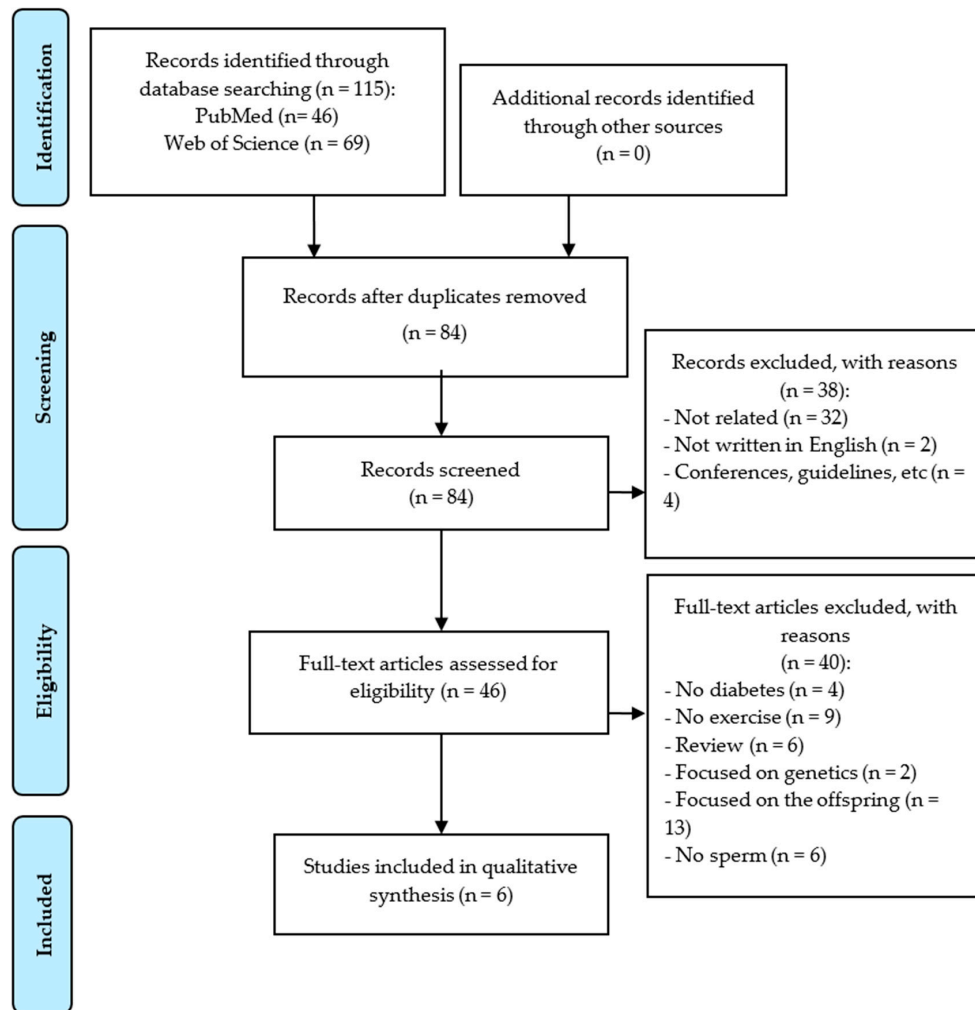 Identification
Records identified through
database searching (n = 115):
PubMed (n= 46)
Web of Science (n = 69)
Additional records identified
through other sources
(n = 0)
Screening
Records after duplicates removed
(n = 84)
Records excluded, with reasons
(n = 38):
- Not related (n = 32)
- Not written in English (n = 2)
- Conferences, guidelines, etc (n =
4)
Records screened
(n = 84)
Eligibility
Full-text articles assessed for
eligibility (n = 46)
Full-text articles excluded, with
reasons
(n = 40):
- No diabetes (n = 4)
- No exercise (n = 9)
- Review (n = 6)
- Focused on genetics (n = 2)
- Focused on the offspring (n =
13)
- No sperm (n = 6)
Included
Studies included in qualitative
synthesis (n = 6)